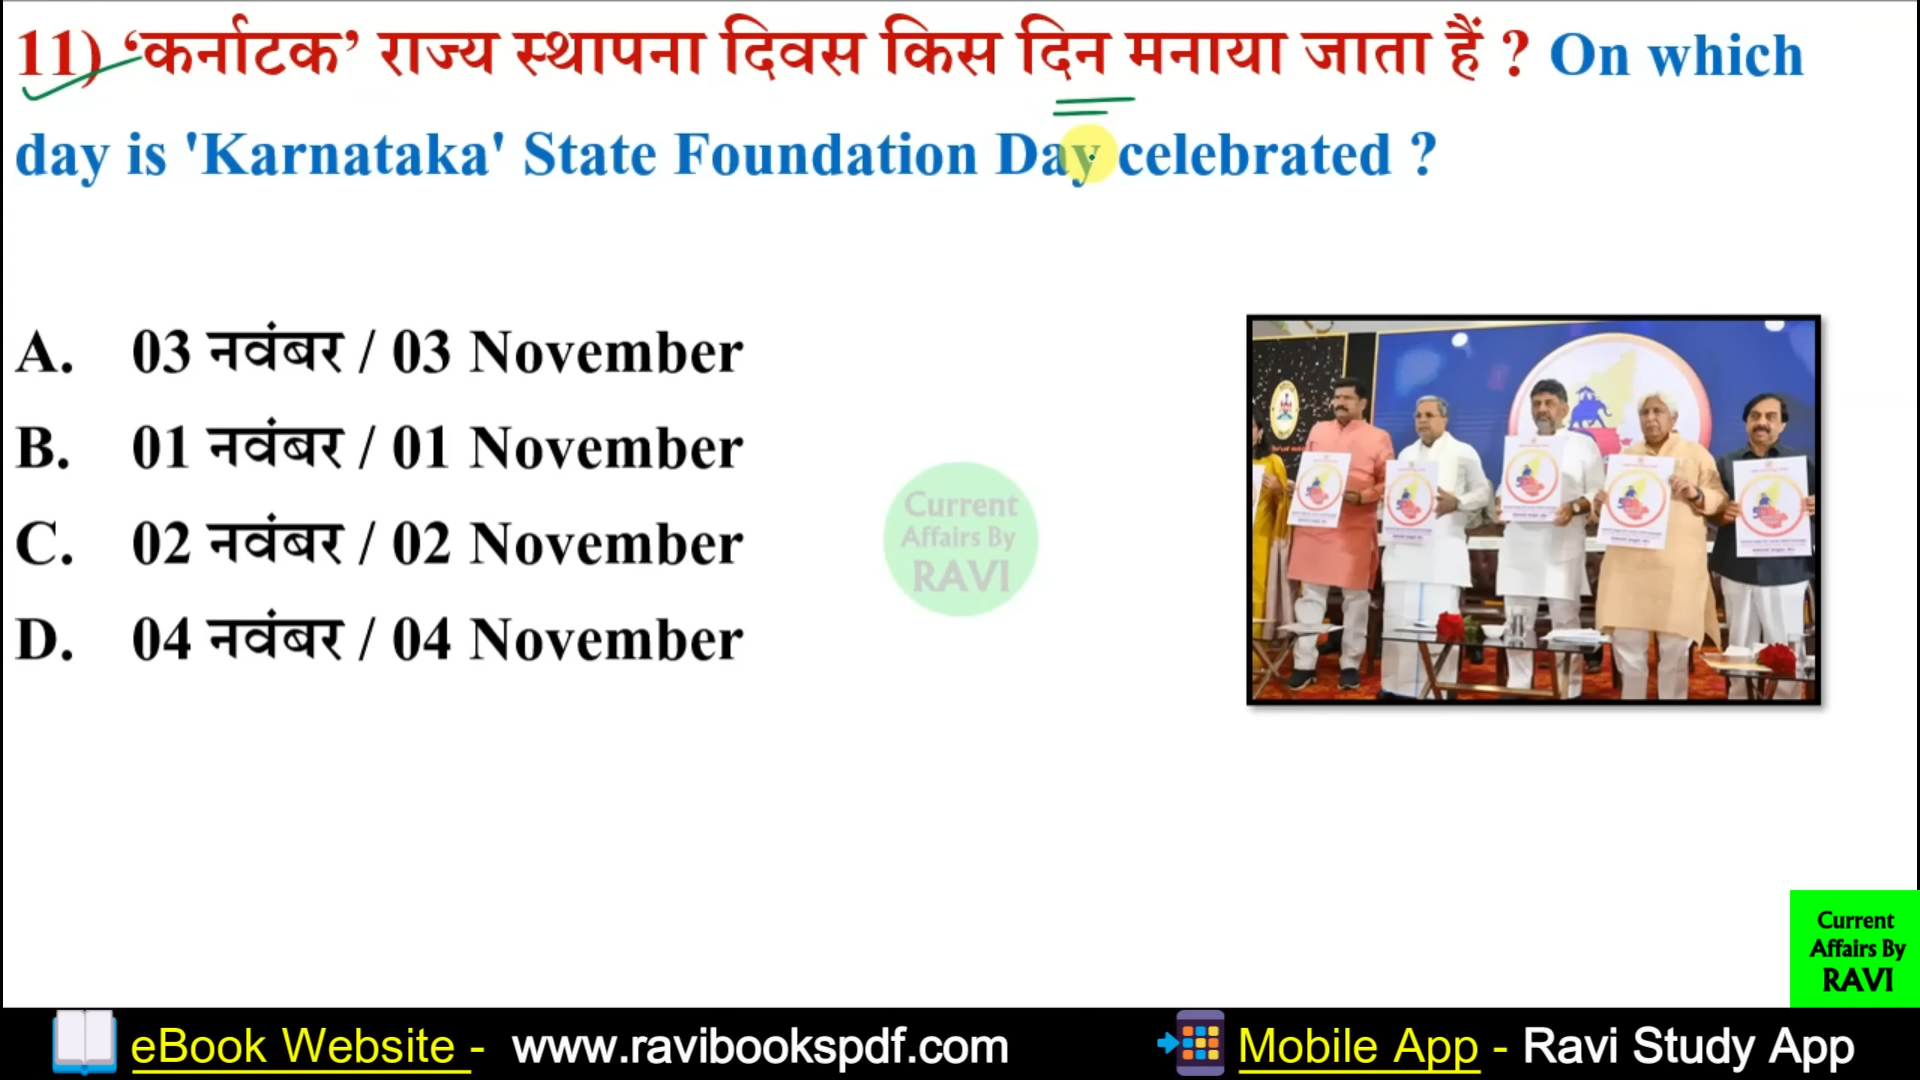 11) ‘कर्नाटक’ राज्य स्थापना दिवस किस दिन मनाया जाता हैं ? On which
day is 'Karnataka' State Foundation Day celebrated ?
A. 03 नवंबर / 03 November
B. 01 नवंबर / 01 November
C. 02 नवंबर / 02 November
D. 04 नवंबर / 04 November
Current
Affairs By
RAVI
Current
Affairs By
RAVI
eBook Website - www.ravibookspdf.com
Mobile App - Ravi Study App